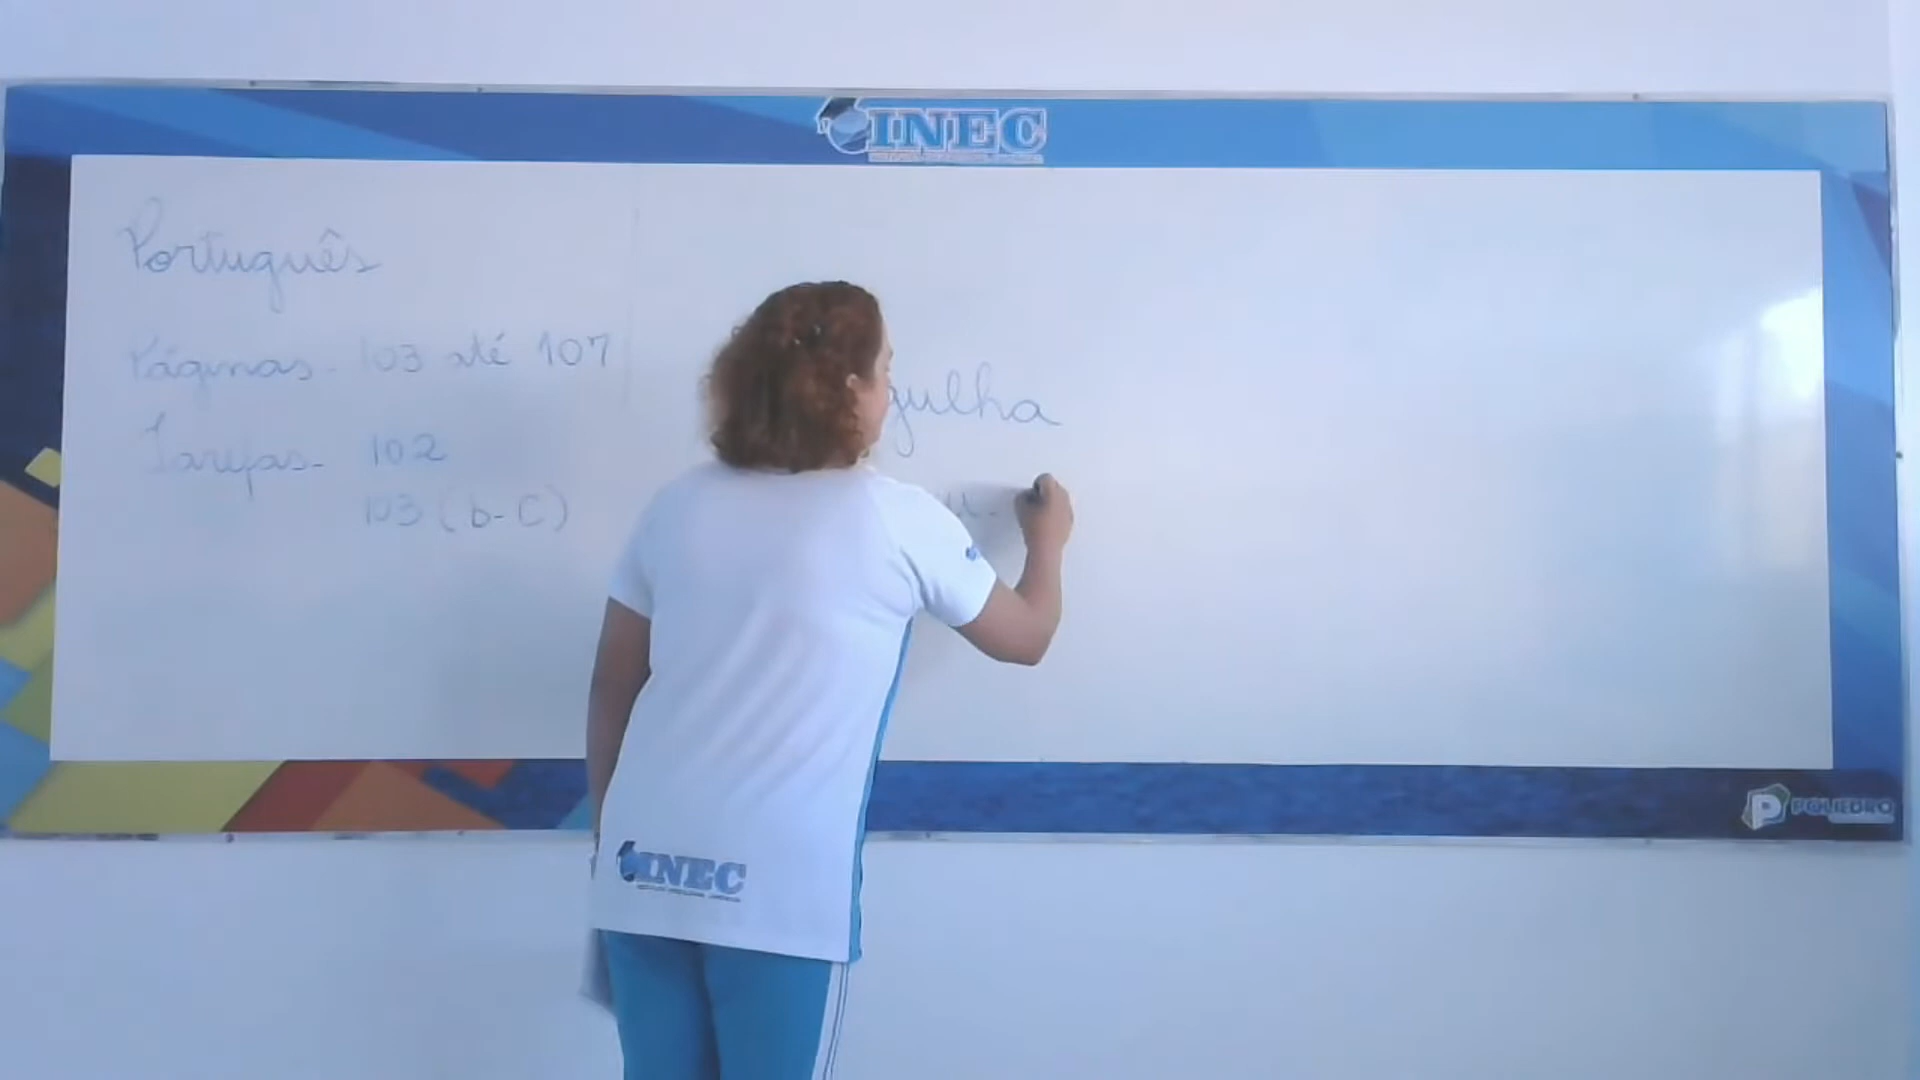 INEC
Português
Páginas - 103 até 107
Tarefas - 102
103 (b-C)
gulha
u-
INEC
POLIEDRO